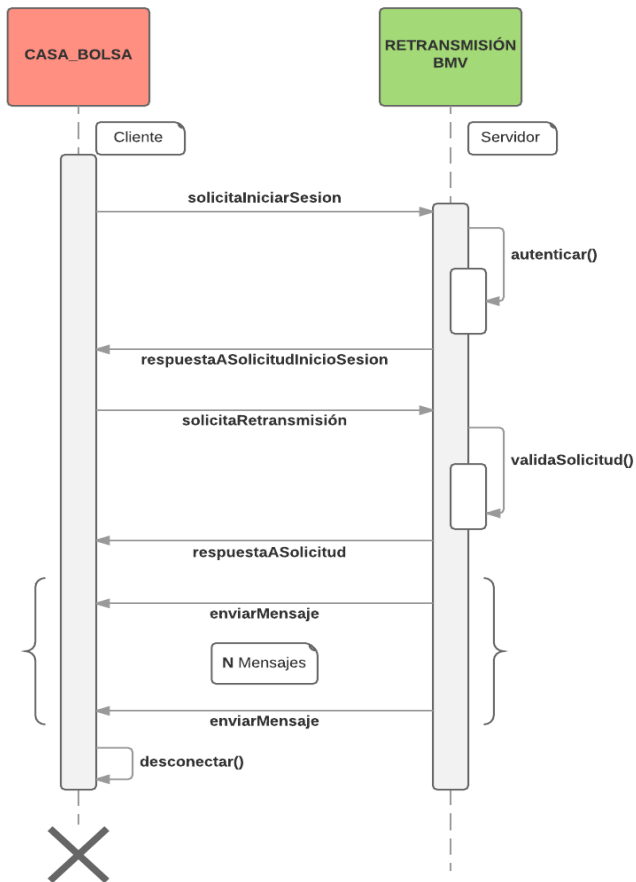 CASA_BOLSA
RETRANSMISIÓN
BMV
Cliente
Servidor
solicitaIniciarSesion
autenticar()
respuestaASolicitudInicioSesion
solicitaRetransmisión
validaSolicitud()
respuestaASolicitud
enviarMensaje
N Mensajes
enviarMensaje
desconectar()